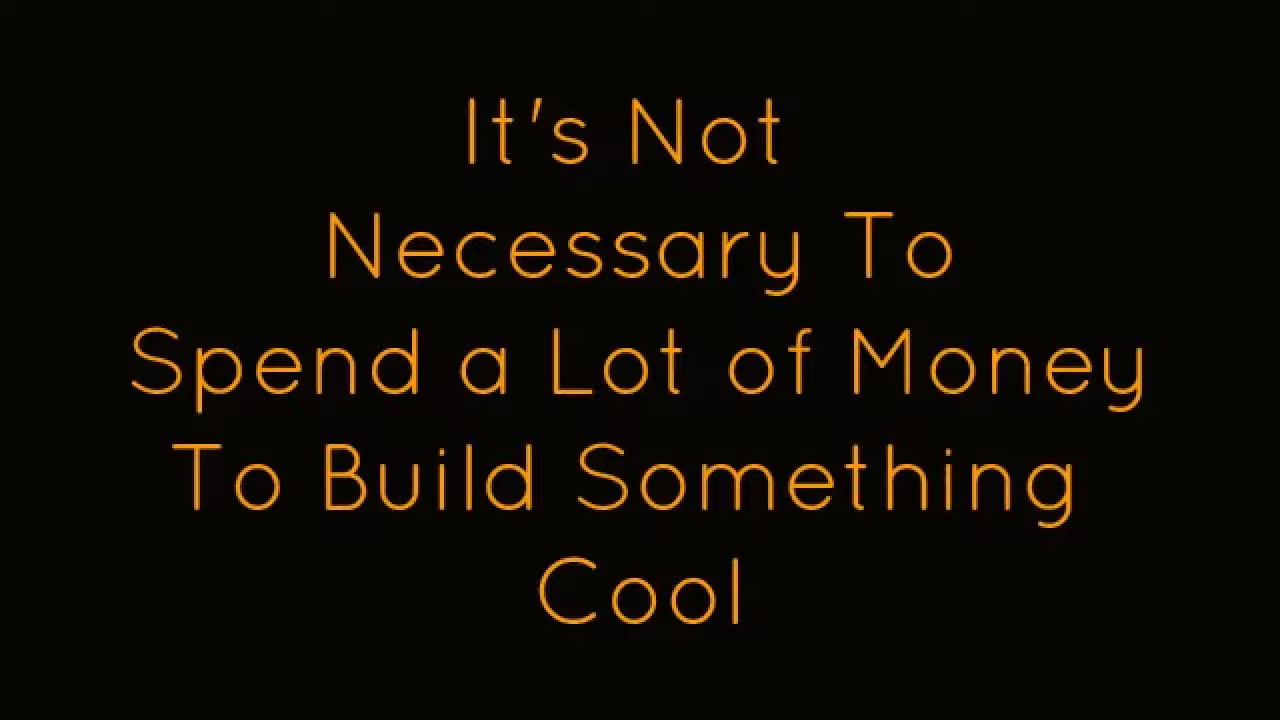 It's Not
Necessary To
Spend a Lot of Money
To Build Something
Cool